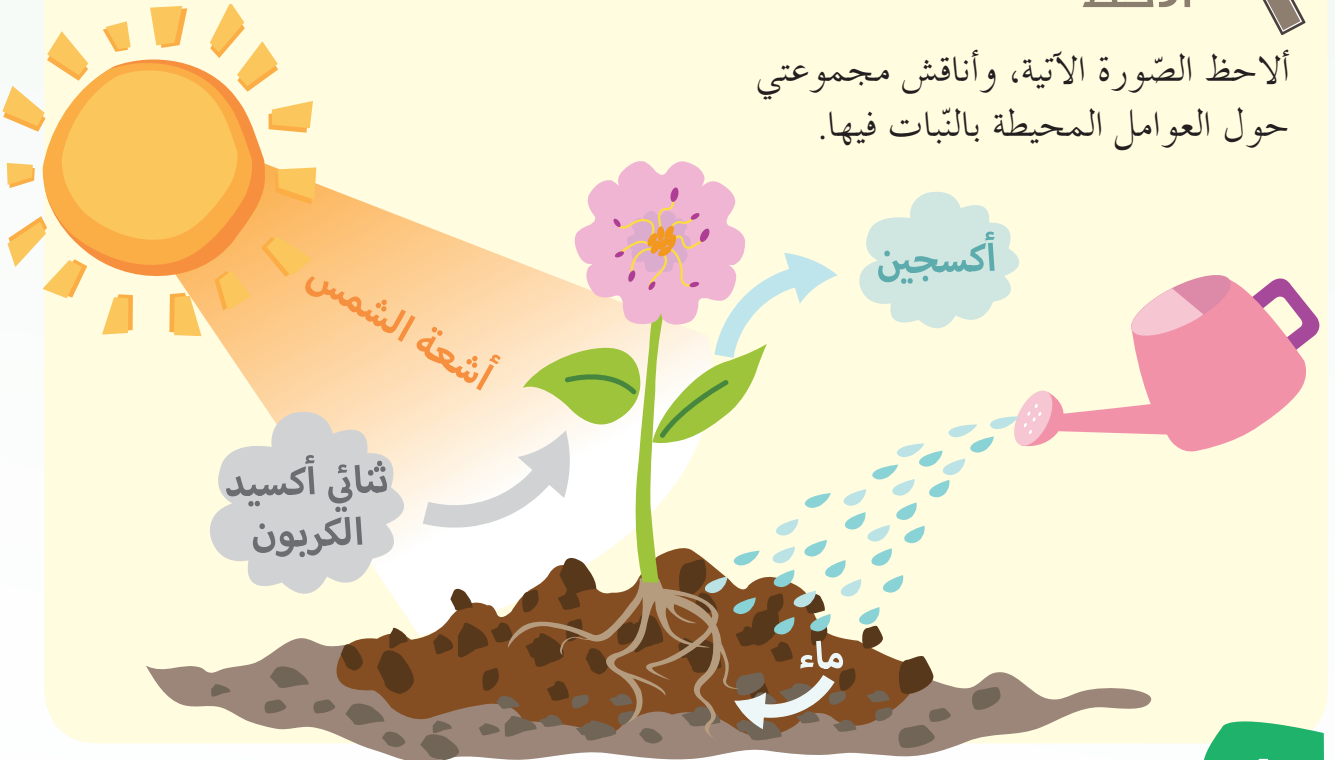 ألاحظ الصّورة الآتية، وأناقش مجموعتي
حول العوامل المحيطة بالنّبات فيها.
أكسجين
أشعة الشمس
ثنائي أكسيد
الكربون
ماء